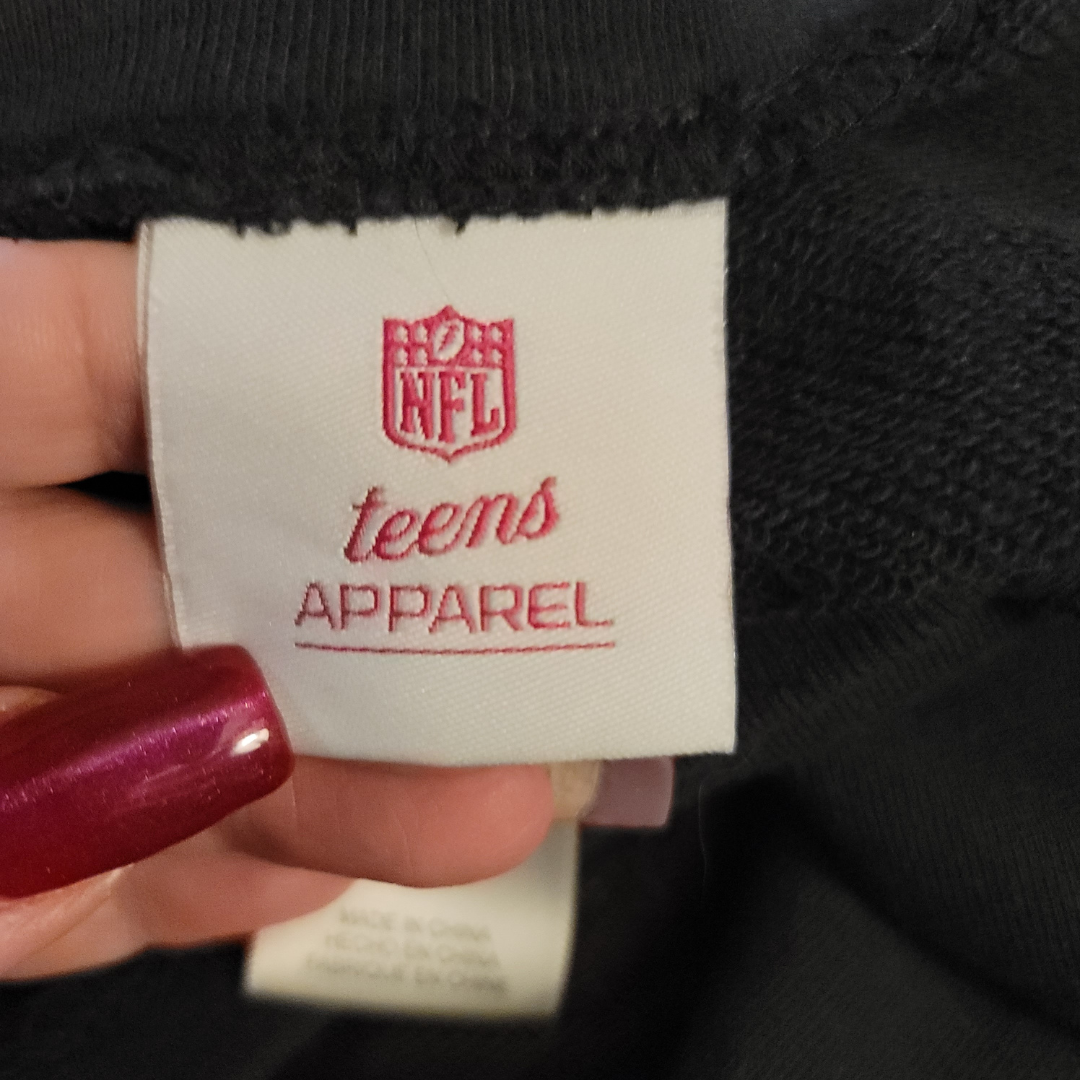 NFL
teens
APPAREL
MADE IN CHINA
HECHO EN CHINA
FABRIQUÉ EN CHINE